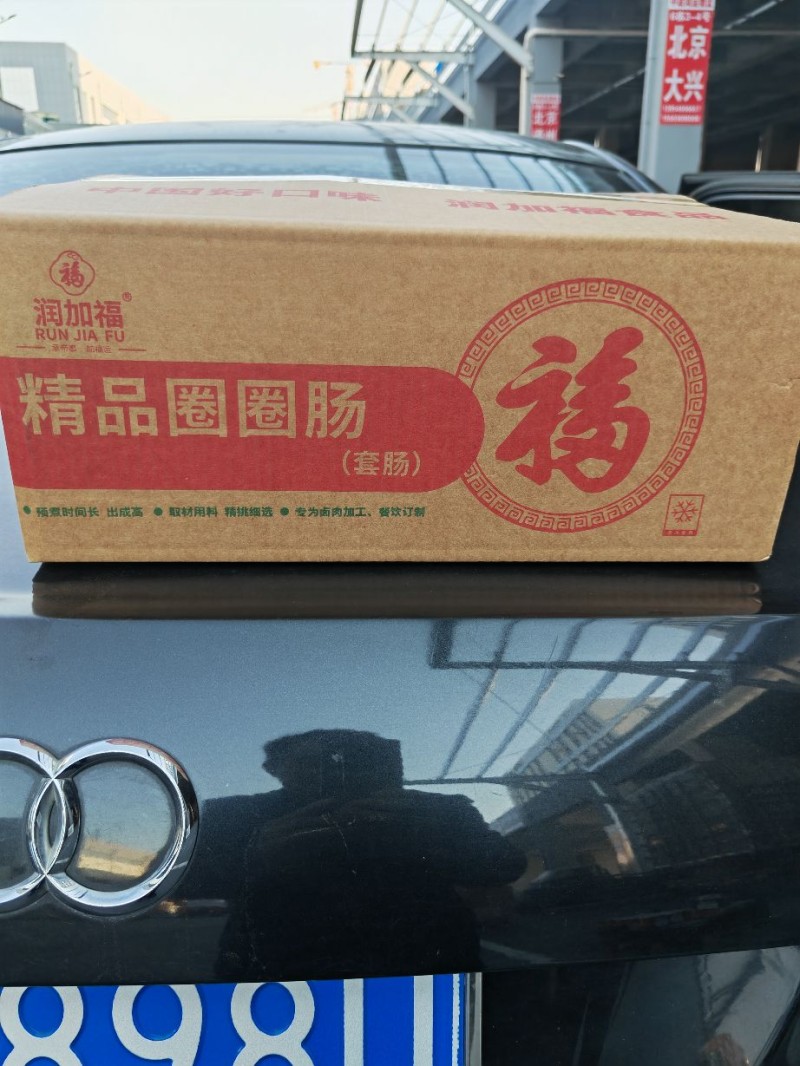 北京
大兴
北京
中国好口味 润加福食品
福
润加福®
RUN JIA FU
精品圈圈肠
(套肠)
福
● 预煮时间长 出成高 ● 取材用料 精挑细选 ● 专为卤肉加工、餐饮订制
898U